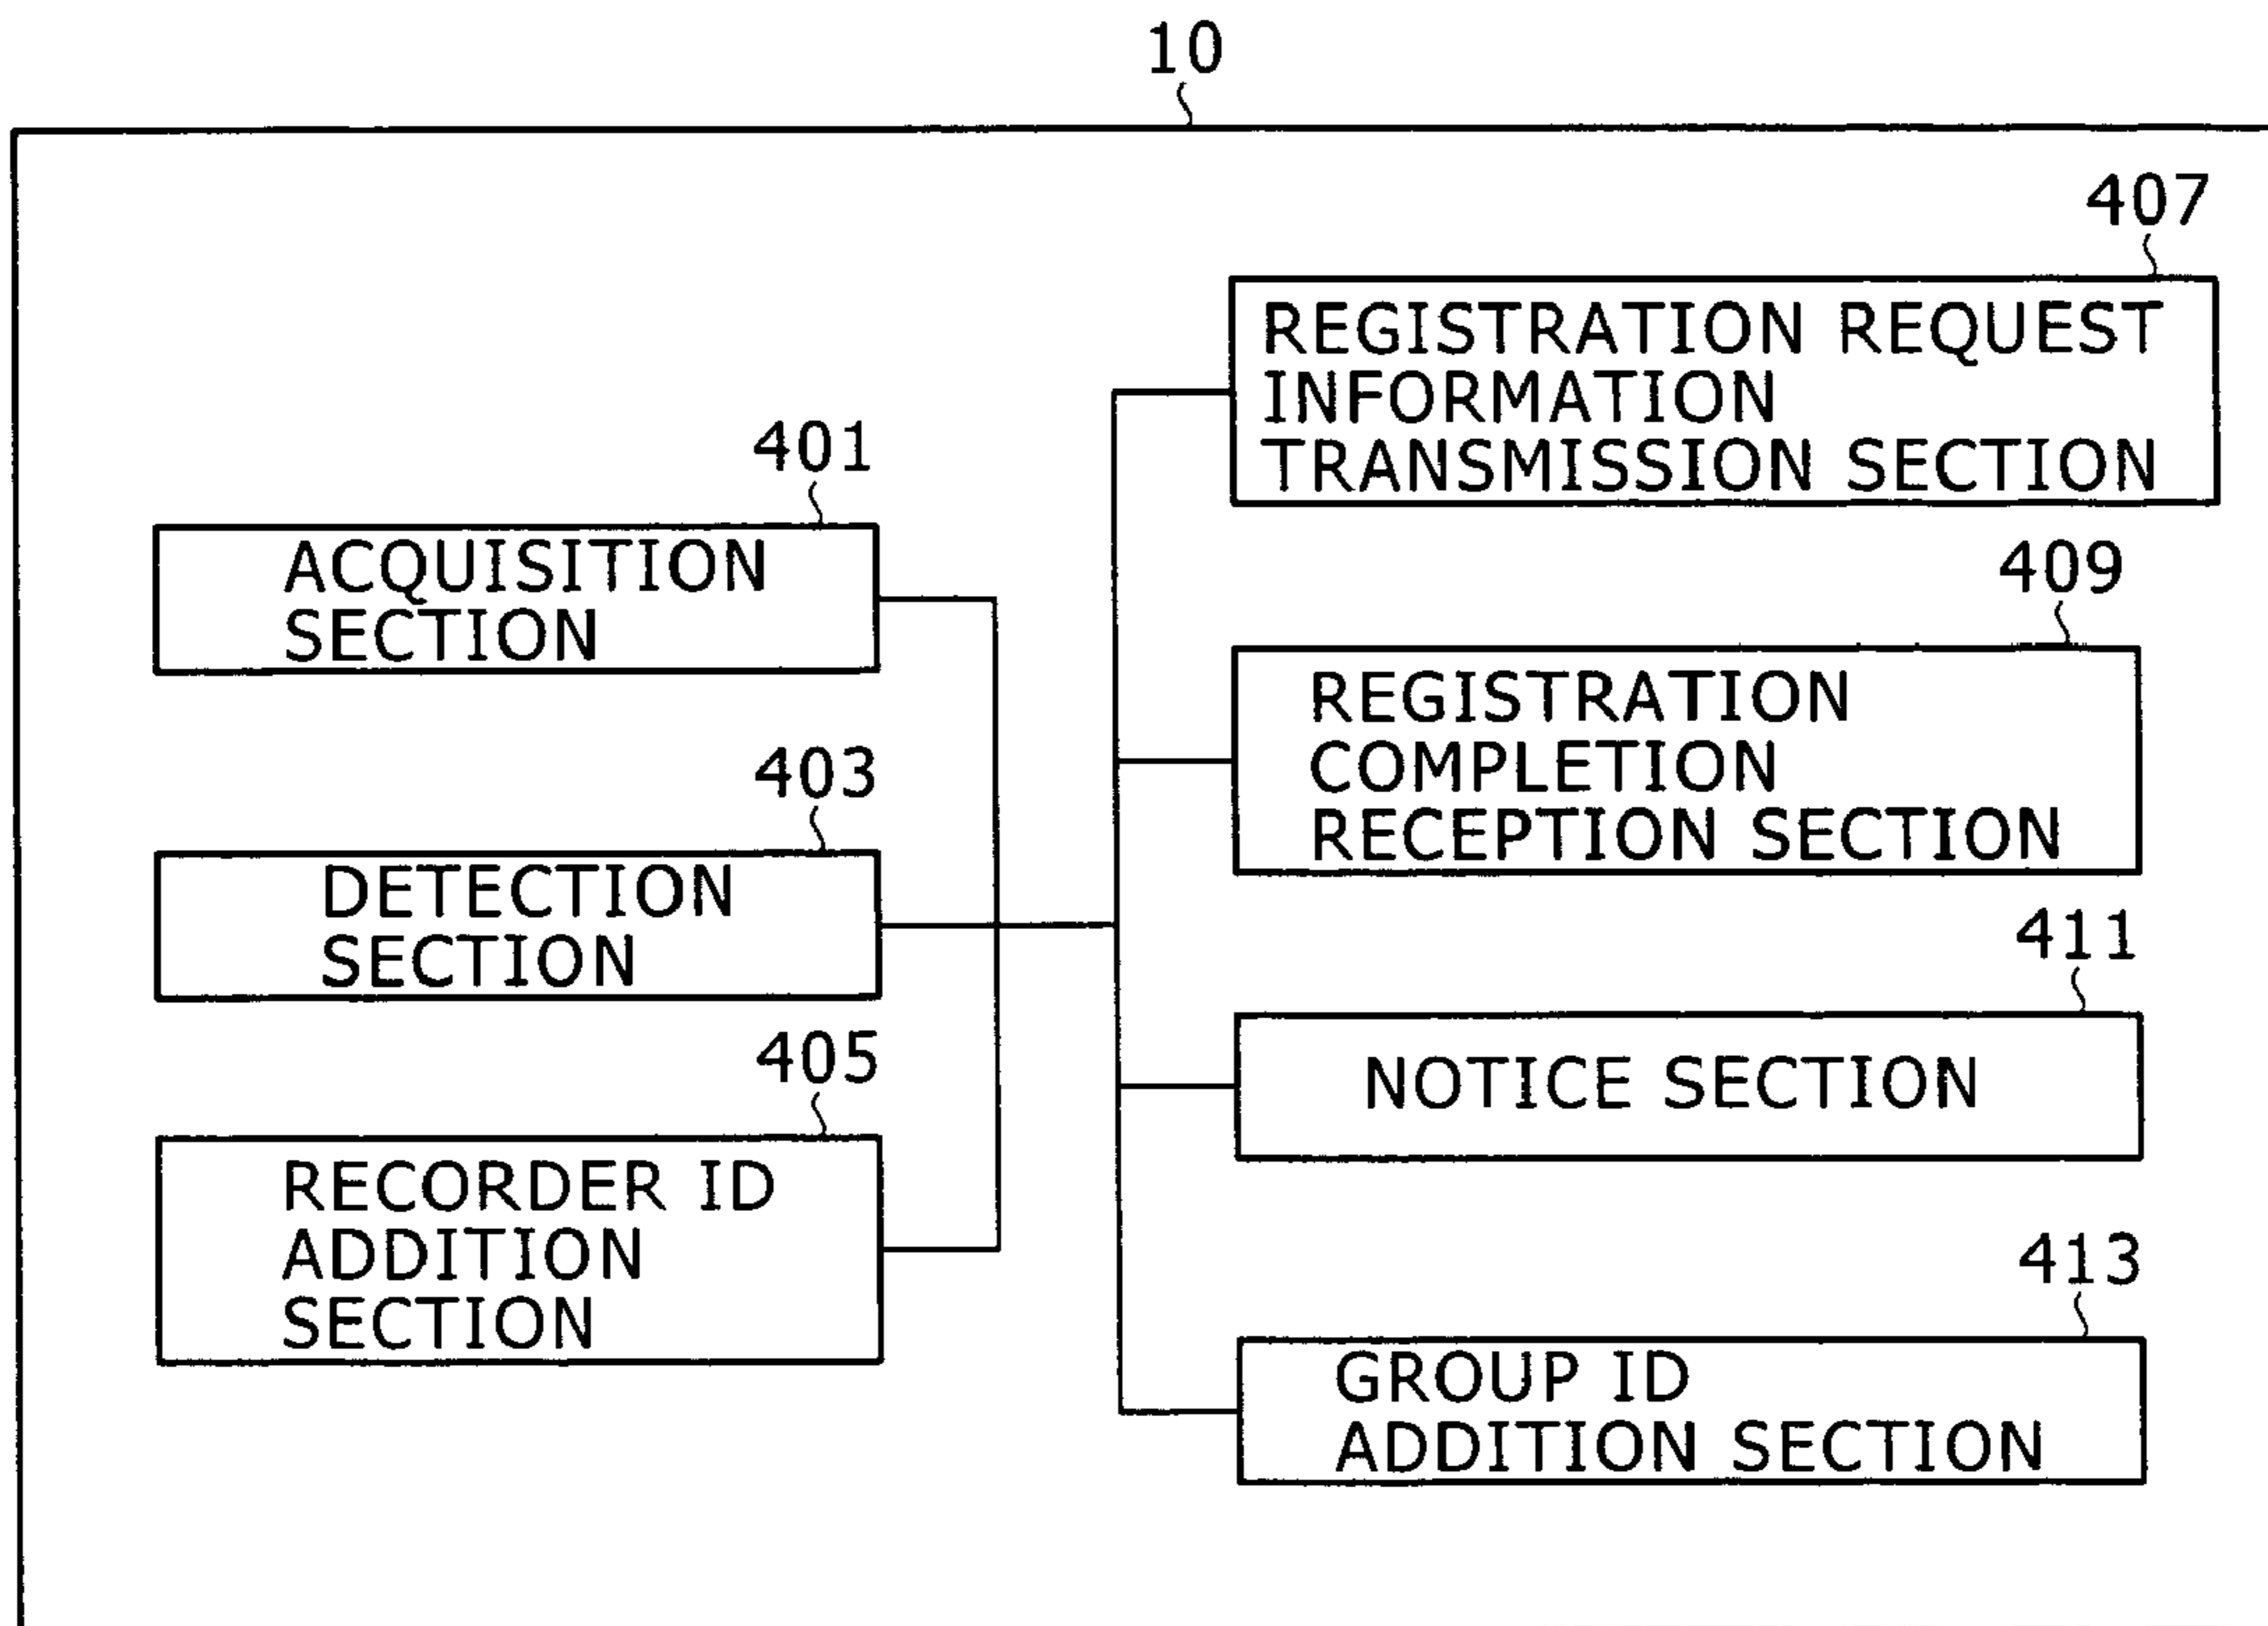 10
401
ACQUISITION
SECTION
403
DETECTION
SECTION
405
RECORDER ID
ADDITION
SECTION
407
REGISTRATION REQUEST
INFORMATION
TRANSMISSION SECTION
409
REGISTRATION
COMPLETION
RECEPTION SECTION
411
NOTICE SECTION
413
GROUP ID
ADDITION SECTION